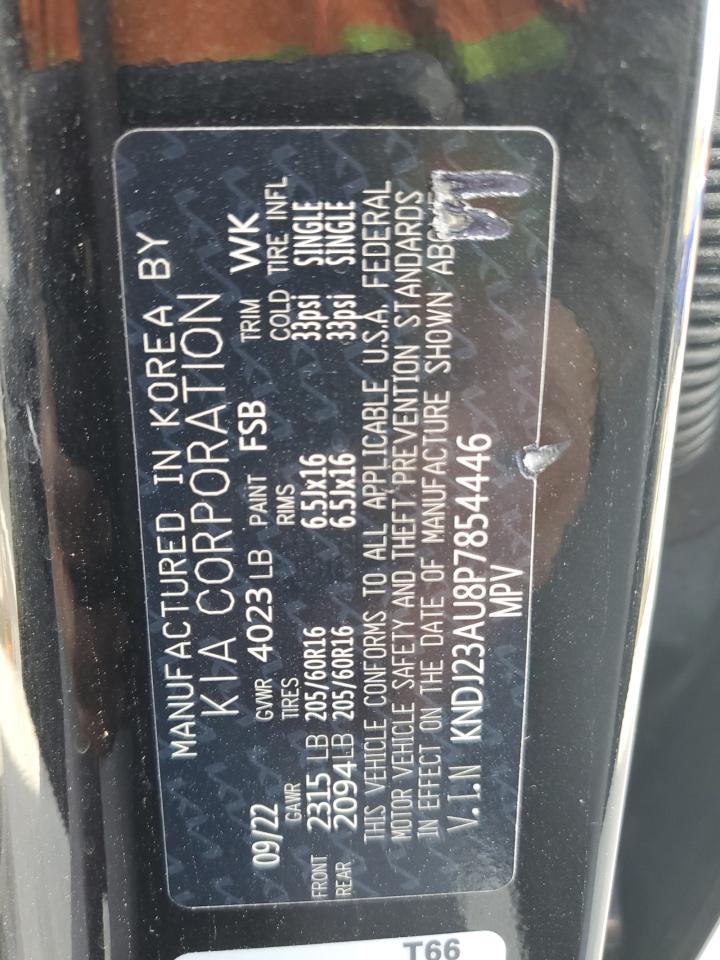 MANUFACTURED IN KOREA BY
KIA CORPORATION
09/22 GVWR 4023 LB PAINT FSB TRIM WK
GAWR TIRES RIMS COLD TIRE INFL
FRONT 2315 LB 205/60R16 6.5Jx16 33psi SINGLE
REAR 2094 LB 205/60R16 6.5Jx16 33psi SINGLE
THIS VEHICLE CONFORMS TO ALL APPLICABLE U.S.A. FEDERAL
MOTOR VEHICLE SAFETY AND THEFT PREVENTION STANDARDS
IN EFFECT ON THE DATE OF MANUFACTURE SHOWN
V.I.N KNDJ23AU8P7854446
MPV
T66